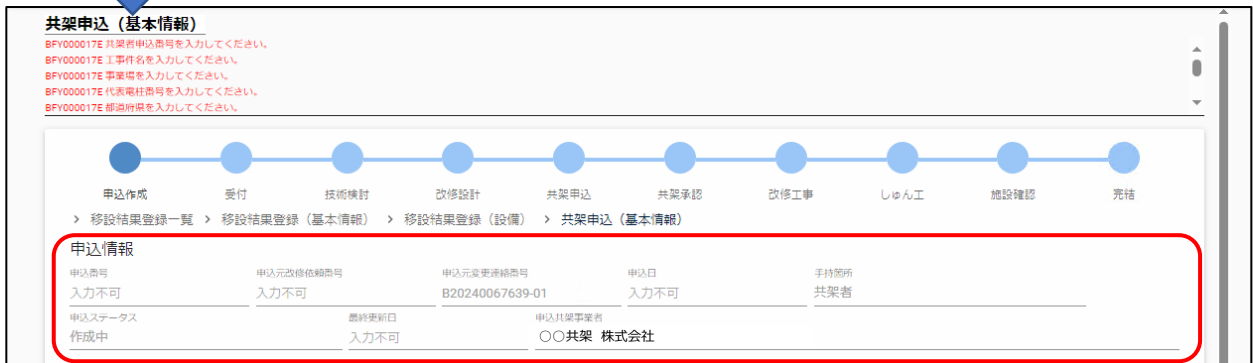 共架申込（基本情報）
BFY000017E 共架者申込番号を入力してください。
BFY000017E 工事件名を入力してください。
BFY000017E 事業場を入力してください。
BFY000017E 代表電柱番号を入力してください。
BFY000017E 都道府県を入力してください。
申込作成 受付 技術検討 改修設計 共架申込 共架承認 改修工事 しゅん工 施設確認 完結
> 移設結果登録一覧 > 移設結果登録（基本情報） > 移設結果登録（設備） > 共架申込（基本情報）
申込情報
申込番号 申込元改修依頼番号 申込元変更連絡番号 申込日 手持箇所
入力不可 入力不可 B20240067639-01 入力不可 共架者
申込ステータス 最終更新日 申込共架事業者
作成中 入力不可 〇〇共架 株式会社